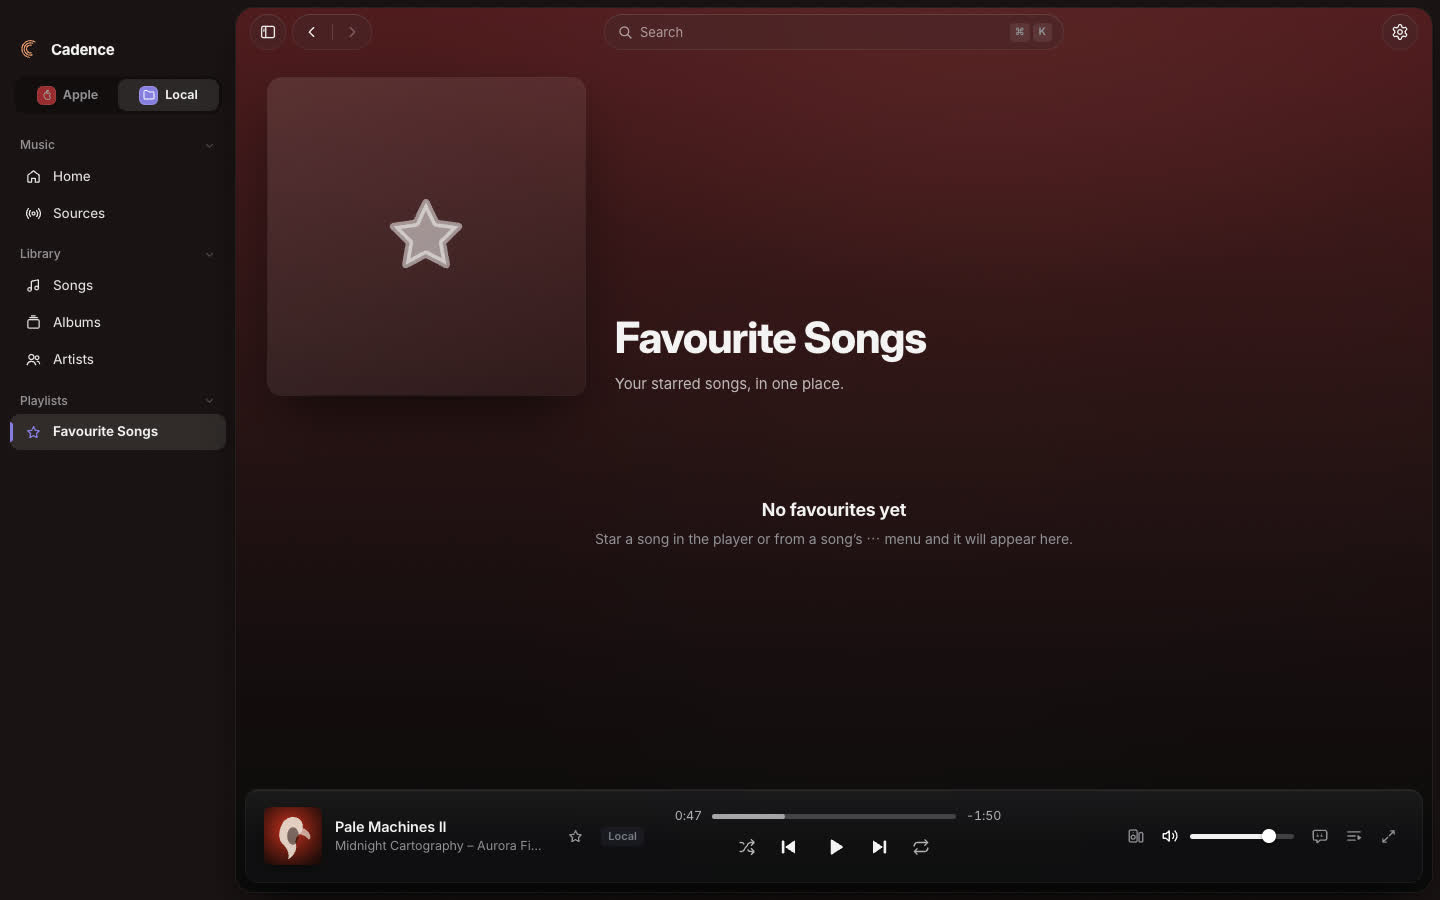 Cadence
Search
⌘ K
Apple
Local
Music
Home
Sources
Library
Songs
Albums
Artists
Playlists
Favourite Songs
Favourite Songs
Your starred songs, in one place.
No favourites yet
Star a song in the player or from a song’s ··· menu and it will appear here.
Pale Machines II
Midnight Cartography – Aurora Fi...
Local
0:47
-1:50